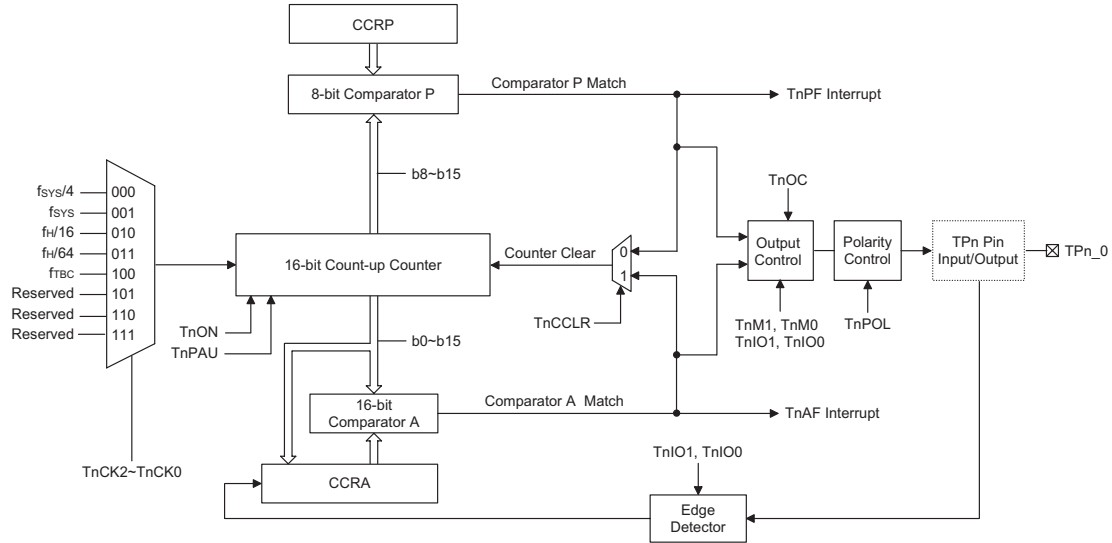 CCRP
8-bit Comparator P
Comparator P Match
TnPF Interrupt
b8~b15
fSYS/4
000
fSYS
001
fH/16
010
fH/64
011
fTBC
100
Reserved
101
Reserved
110
Reserved
111
TnCK2~TnCK0
16-bit Count-up Counter
TnON
TnPAU
Counter Clear
0
1
TnCCLR
TnOC
Output
Control
TnM1, TnM0
TnIO1, TnIO0
Polarity
Control
TnPOL
TPn Pin
Input/Output
TPn_0
b0~b15
16-bit
Comparator A
Comparator A Match
TnAF Interrupt
CCRA
TnIO1, TnIO0
Edge
Detector